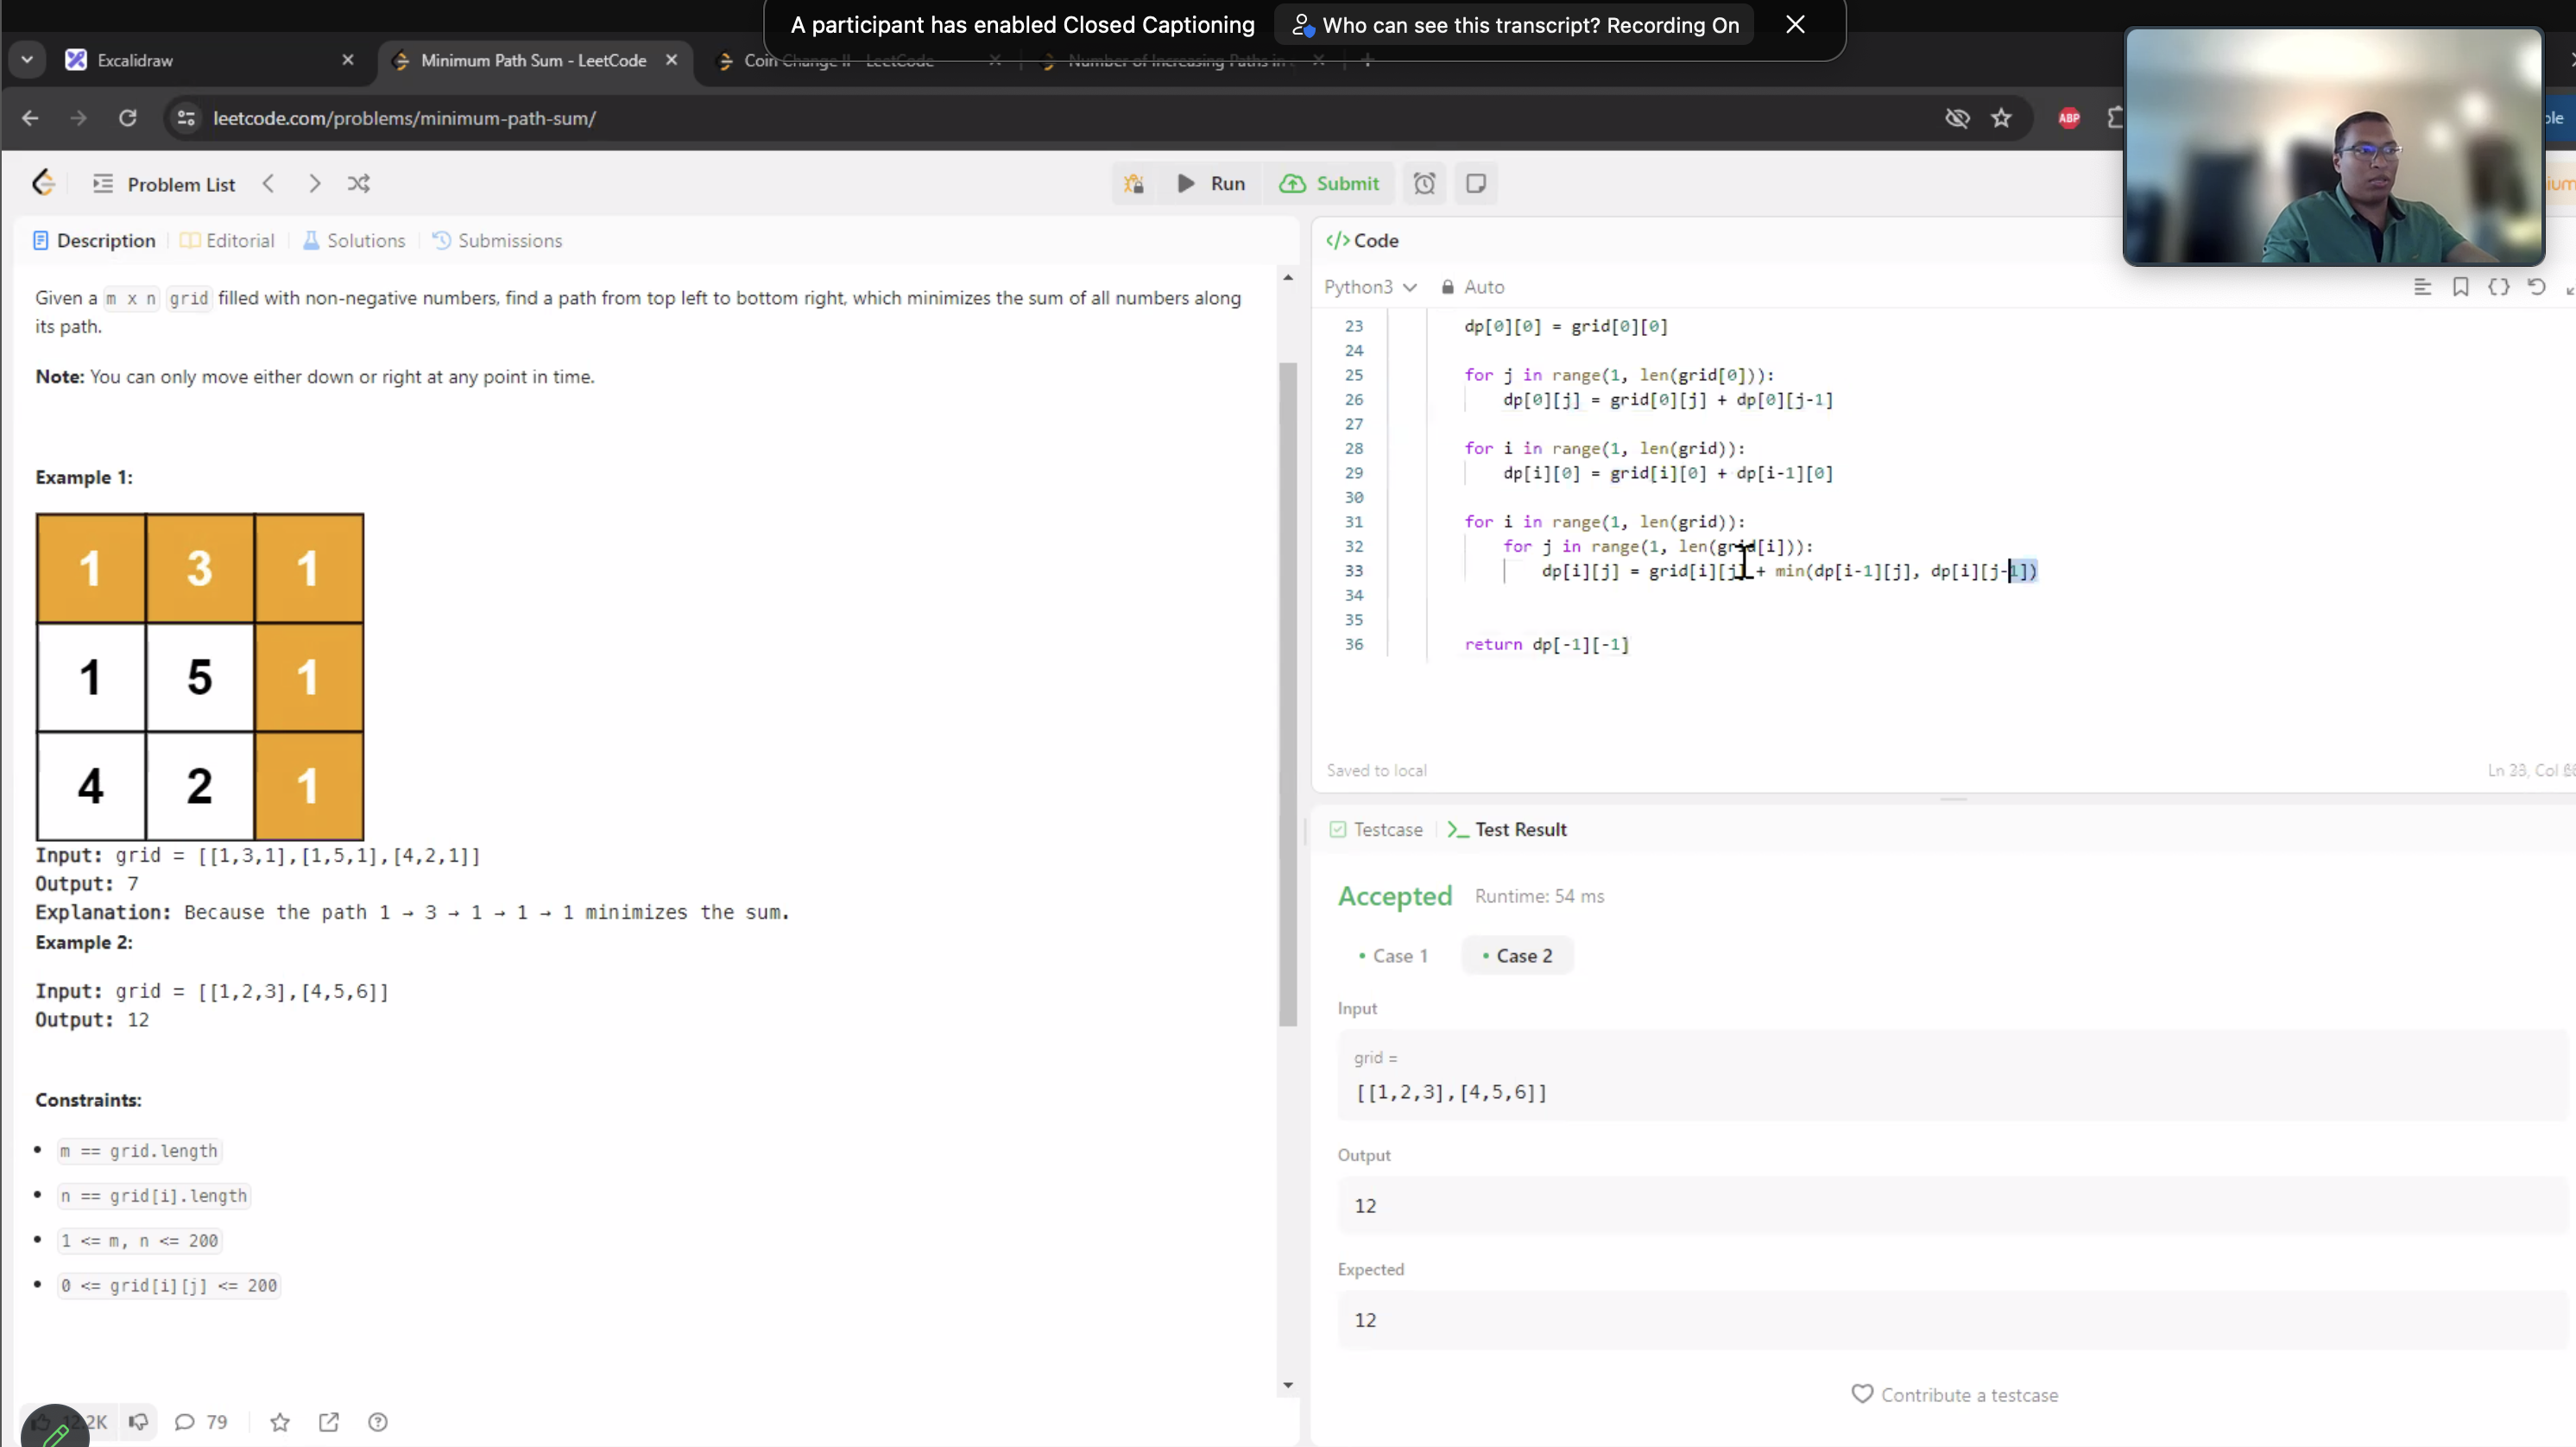 A participant has enabled Closed Captioning Who can see this transcript? Recording On
Excalidraw Minimum Path Sum - LeetCode Coin Change II - LeetCode Number of Increasing Paths in
leetcode.com/problems/minimum-path-sum/ ABP
Problem List Run Submit
Description Editorial Solutions Submissions
Given a m x n grid filled with non-negative numbers, find a path from top left to bottom right, which minimizes the sum of all numbers along
its path.
Note: You can only move either down or right at any point in time.
Example 1:
1 3 1
1 5 1
4 2 1
Input: grid = [[1,3,1],[1,5,1],[4,2,1]]
Output: 7
Explanation: Because the path 1 → 3 → 1 → 1 → 1 minimizes the sum.
Example 2:
Input: grid = [[1,2,3],[4,5,6]]
Output: 12
Constraints:
• m == grid.length
• n == grid[i].length
• 1 <= m, n <= 200
• 0 <= grid[i][j] <= 200
12.2K 79
</> Code
Python3 Auto
23 dp[0][0] = grid[0][0]
24
25 for j in range(1, len(grid[0])):
26 dp[0][j] = grid[0][j] + dp[0][j-1]
27
28 for i in range(1, len(grid)):
29 dp[i][0] = grid[i][0] + dp[i-1][0]
30
31 for i in range(1, len(grid)):
32 for j in range(1, len(grid[i])):
33 dp[i][j] = grid[i][j] + min(dp[i-1][j], dp[i][j-1])
34
35
36 return dp[-1][-1]
Saved to local Ln 33, Col
Testcase Test Result
Accepted Runtime: 54 ms
• Case 1 • Case 2
Input
grid =
[[1,2,3],[4,5,6]]
Output
12
Expected
12
Contribute a testcase